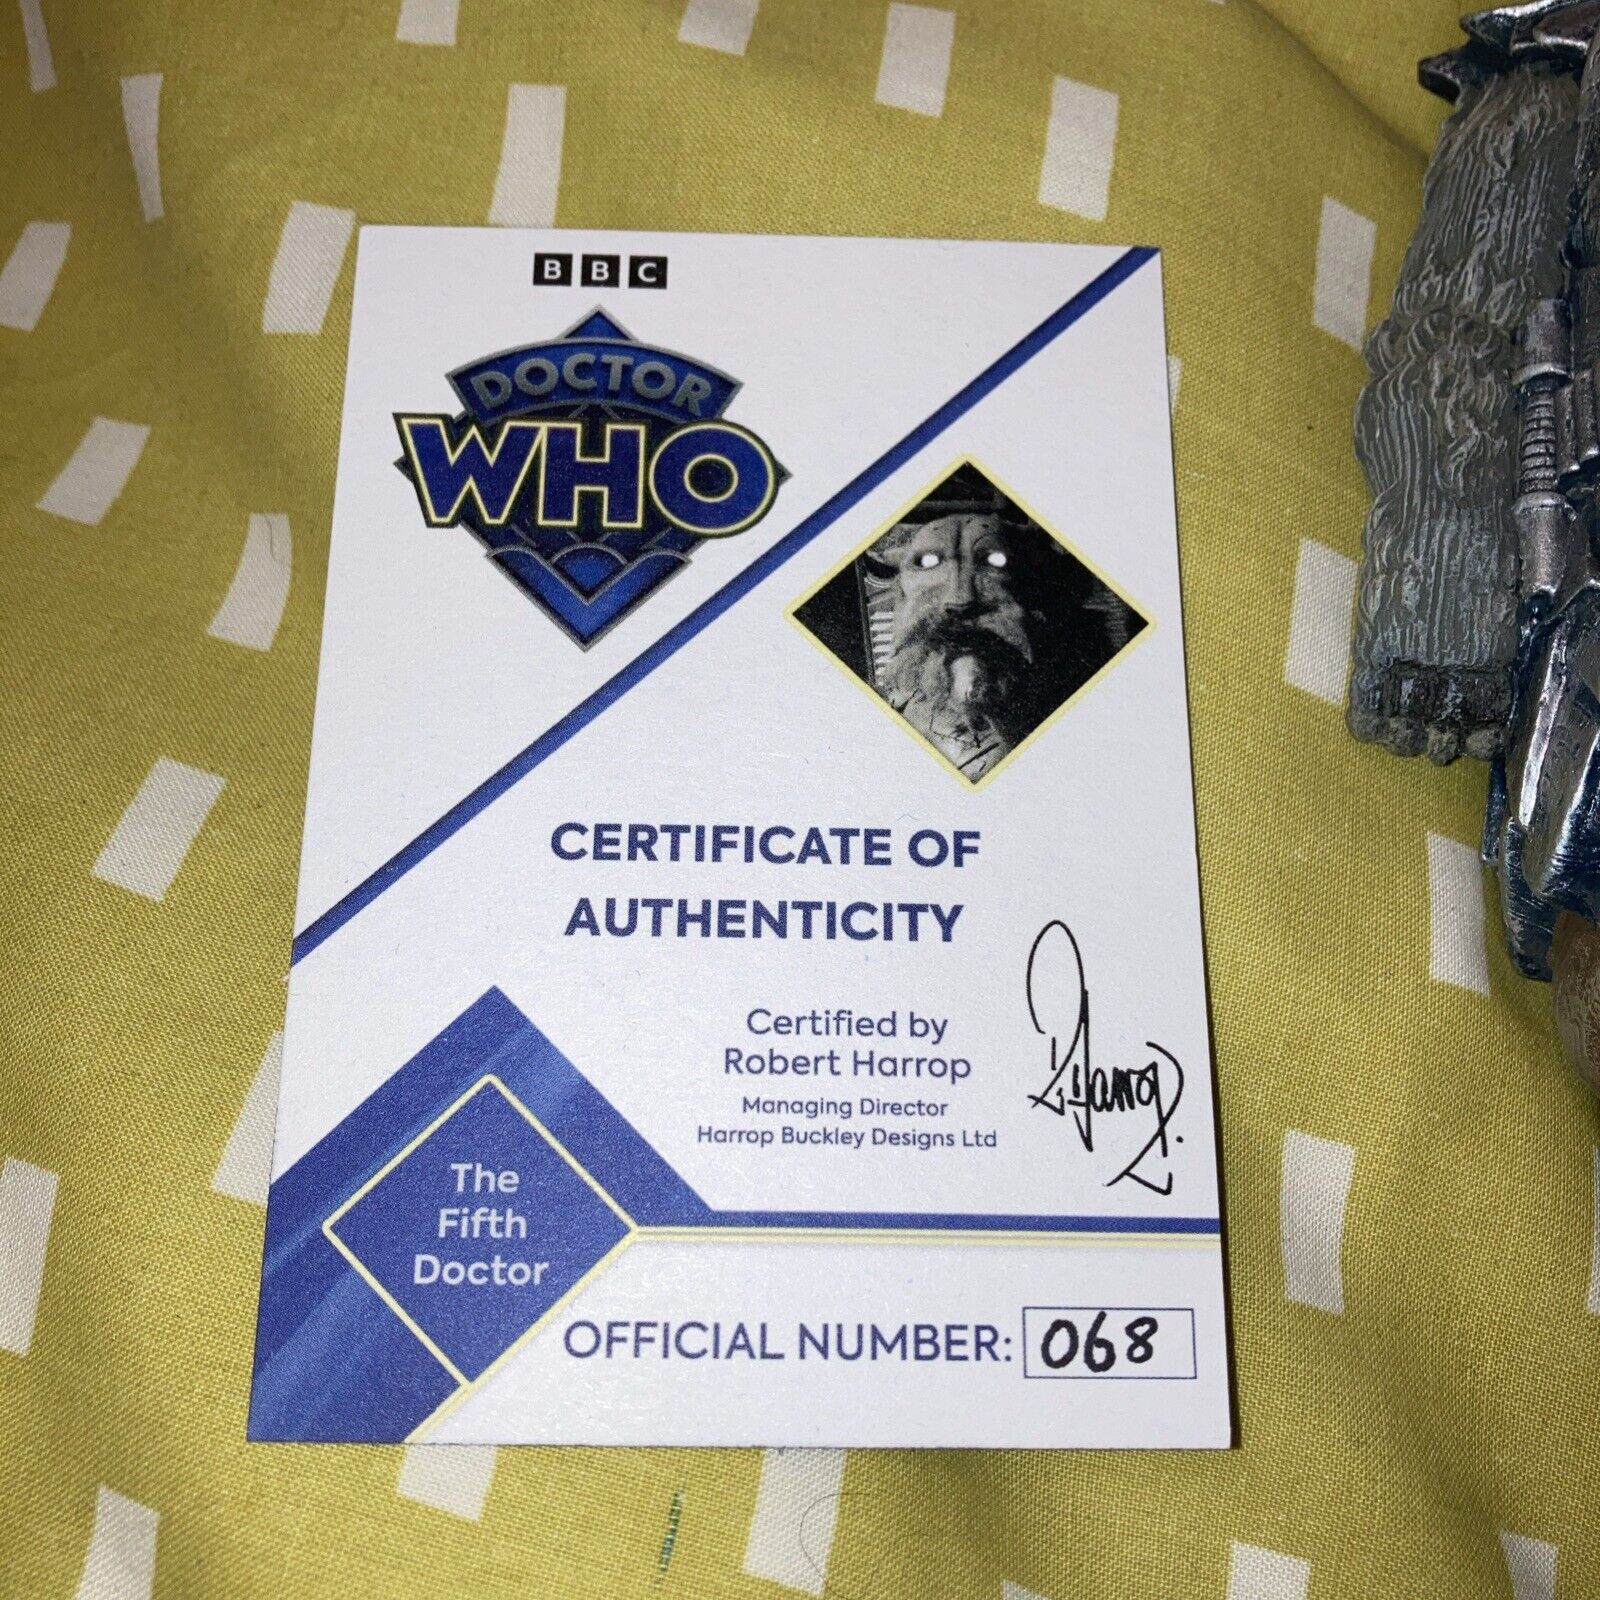 BBC
DOCTOR
WHO
CERTIFICATE OF
AUTHENTICITY
Certified by
Robert Harrop
Managing Director
Harrop Buckley Designs Ltd
R Harrop
The
Fifth
Doctor
OFFICIAL NUMBER: 068